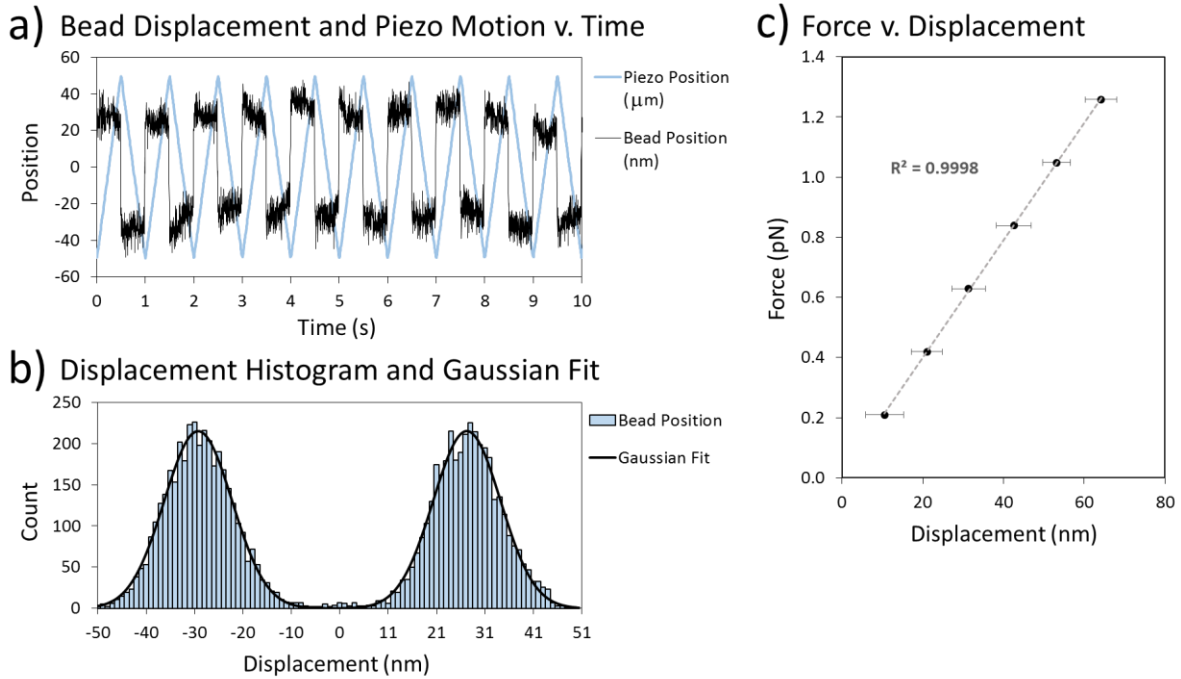 a) Bead Displacement and Piezo Motion v. Time
60
40
20
0
-20
-40
-60
Position
0 1 2 3 4 5 6 7 8 9 10
Time (s)
Piezo Position
(μm)
Bead Position
(nm)
b) Displacement Histogram and Gaussian Fit
250
200
150
100
50
0
Count
-50 -40 -30 -20 -10 0 11 21 31 41 51
Displacement (nm)
Bead Position
Gaussian Fit
c) Force v. Displacement
1.4
1.2
1.0
0.8
0.6
0.4
0.2
0.0
Force (pN)
R² = 0.9998
0 20 40 60 80
Displacement (nm)